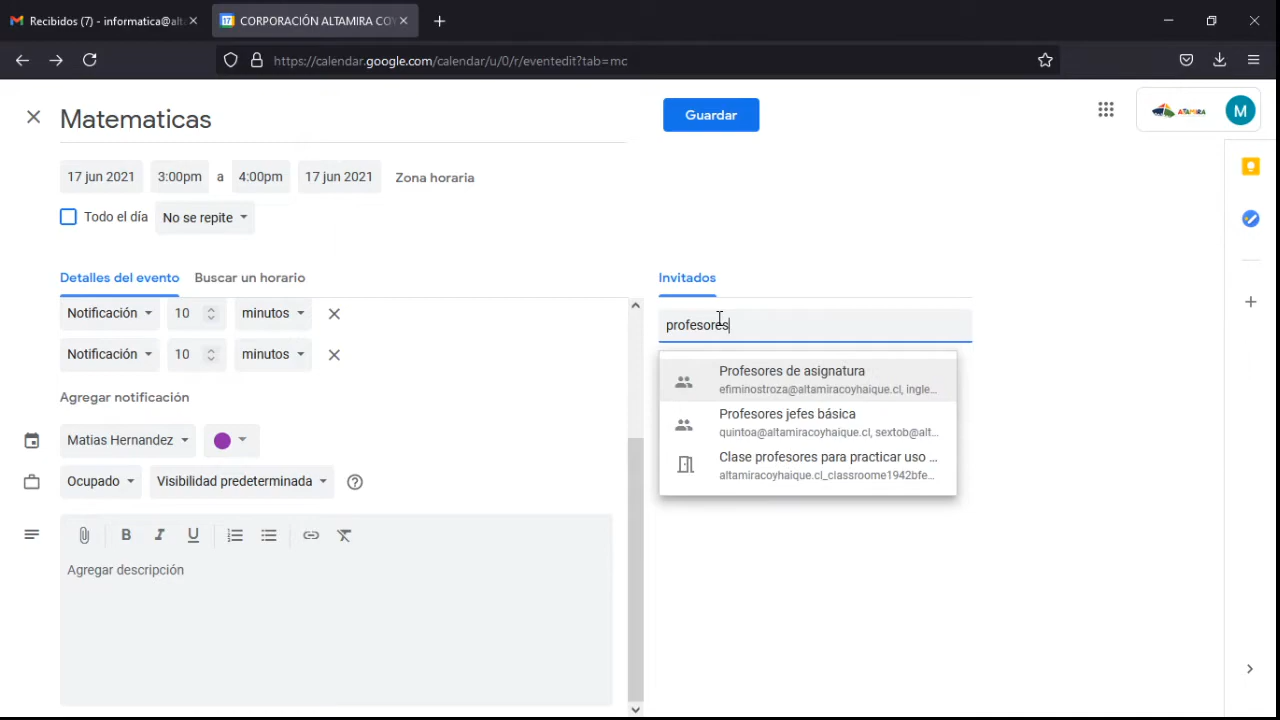 Recibidos (7) - informatica@alta
CORPORACIÓN ALTAMIRA COY
https://calendar.google.com/calendar/u/0/r/eventedit?tab=mc
Matematicas
Guardar
ALTAMIRA
M
17 jun 2021 3:00pm a 4:00pm 17 jun 2021 Zona horaria
Todo el día No se repite
Detalles del evento Buscar un horario
Invitados
Notificación 10 minutos
Notificación 10 minutos
Agregar notificación
Matias Hernandez
Ocupado Visibilidad predeterminada
B I U
Agregar descripción
profesores
Profesores de asignatura
efiminostroza@altamiracoyhaique.cl, ingle...
Profesores jefes básica
quintoa@altamiracoyhaique.cl, sextob@alt...
Clase profesores para practicar uso ...
altamiracoyhaique.cl_classroome1942bfe...